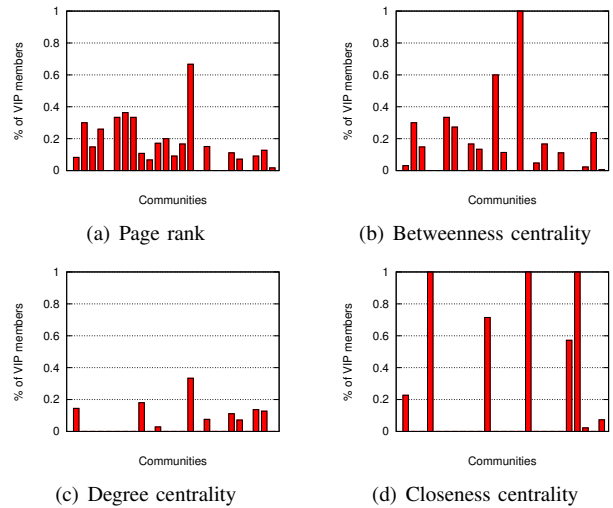 1
0.8
0.6
0.4
0.2
0
% of VIP members
Communities
(a) Page rank
1
0.8
0.6
0.4
0.2
0
% of VIP members
Communities
(b) Betweenness centrality
1
0.8
0.6
0.4
0.2
0
% of VIP members
Communities
(c) Degree centrality
1
0.8
0.6
0.4
0.2
0
% of VIP members
Communities
(d) Closeness centrality